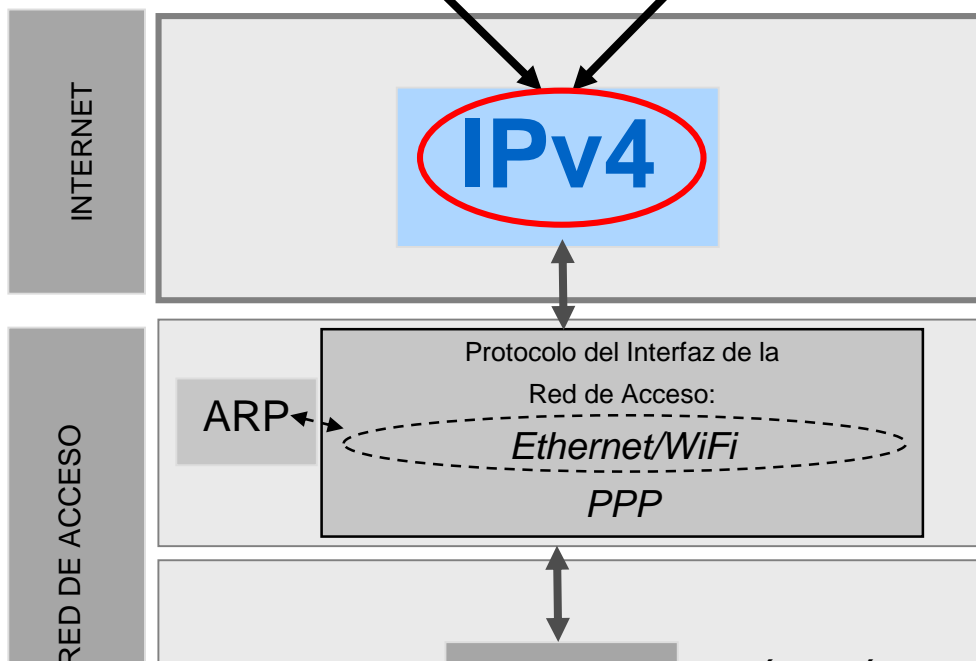 INTERNET
IPv4
Protocolo del Interfaz de la
Red de Acceso:
ARP
Ethernet/WiFi
PPP
RED DE ACCESO